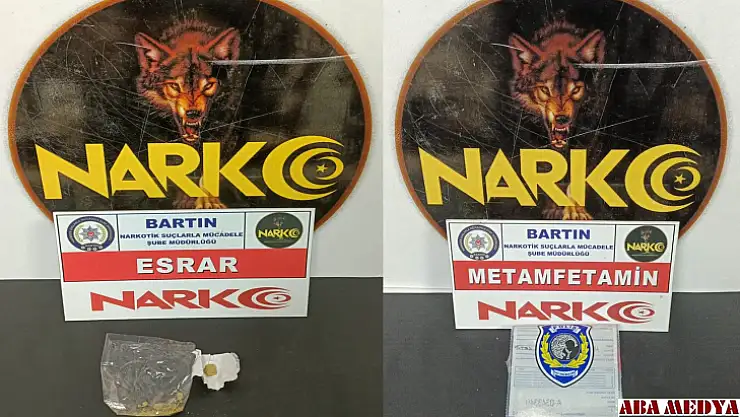 NARKO
BARTIN
NARKOTİK SUÇLARLA MÜCADELE
ŞUBE MÜDÜRLÜĞÜ
NARKO
ESRAR
NARKO
NARKO
BARTIN
NARKOTİK SUÇLARLA MÜCADELE
ŞUBE MÜDÜRLÜĞÜ
NARKO
METAMFETAMİN
NARKO
POLİS
ABA MEDYA